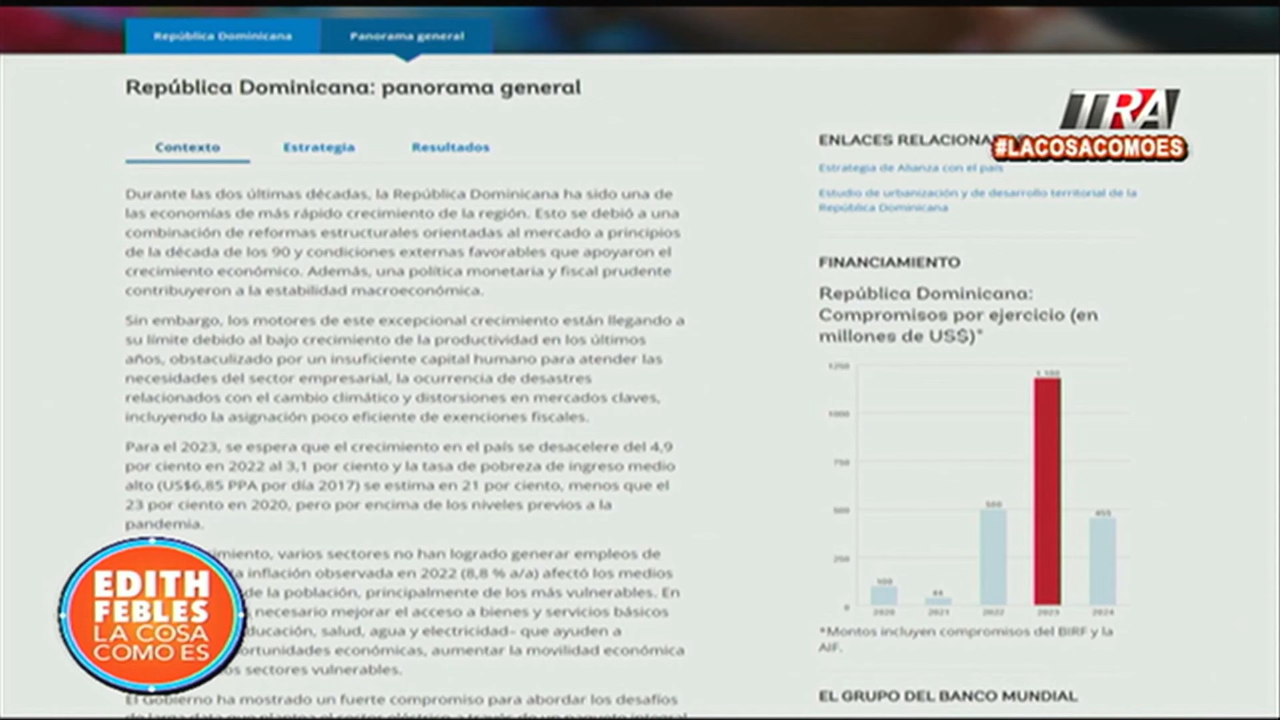 República Dominicana
Panorama general
República Dominicana: panorama general
Contexto
Estrategia
Resultados
Durante las dos últimas décadas, la República Dominicana ha sido una de
las economías de más rápido crecimiento de la región. Esto se debió a una
combinación de reformas estructurales orientadas al mercado a principios
de la década de los 90 y condiciones externas favorables que apoyaron el
crecimiento económico. Además, una política monetaria y fiscal prudente
contribuyeron a la estabilidad macroeconómica.
Sin embargo, los motores de este excepcional crecimiento están llegando a
su límite debido al bajo crecimiento de la productividad en los últimos
años, obstaculizado por un insuficiente capital humano para atender las
necesidades del sector empresarial, la ocurrencia de desastres
relacionados con el cambio climático y distorsiones en mercados claves,
incluyendo la asignación poco eficiente de exenciones fiscales.
Para el 2023, se espera que el crecimiento en el país se desacelere del 4,9
por ciento en 2022 al 3,1 por ciento y la tasa de pobreza de ingreso medio
alto (US$6,85 PPA por día 2017) se estima en 21 por ciento, menos que el
23 por ciento en 2020, pero por encima de los niveles previos a la
pandemia.
imiento, varios sectores no han logrado generar empleos de
a inflación observada en 2022 (8,8 % a/a) afectó los medios
de la población, principalmente de los más vulnerables. En
necesario mejorar el acceso a bienes y servicios básicos
ducación, salud, agua y electricidad– que ayuden a
ortunidades económicas, aumentar la movilidad económica
os sectores vulnerables.
El Gobierno ha mostrado un fuerte compromiso para abordar los desafíos
EDITH
FEBLES
LA COSA
COMO ES
TRA
#LACOSACOMOES
ENLACES RELACIONA
Estrategia de Alianza con el país
Estudio de urbanización y de desarrollo territorial de la
República Dominicana
FINANCIAMIENTO
República Dominicana:
Compromisos por ejercicio (en
millones de US$)*
1250
1000
750
500
250
0
100
44
500
455
2020
2021
2022
2023
2024
*Montos incluyen compromisos del BIRF y la
AIF.
EL GRUPO DEL BANCO MUNDIAL